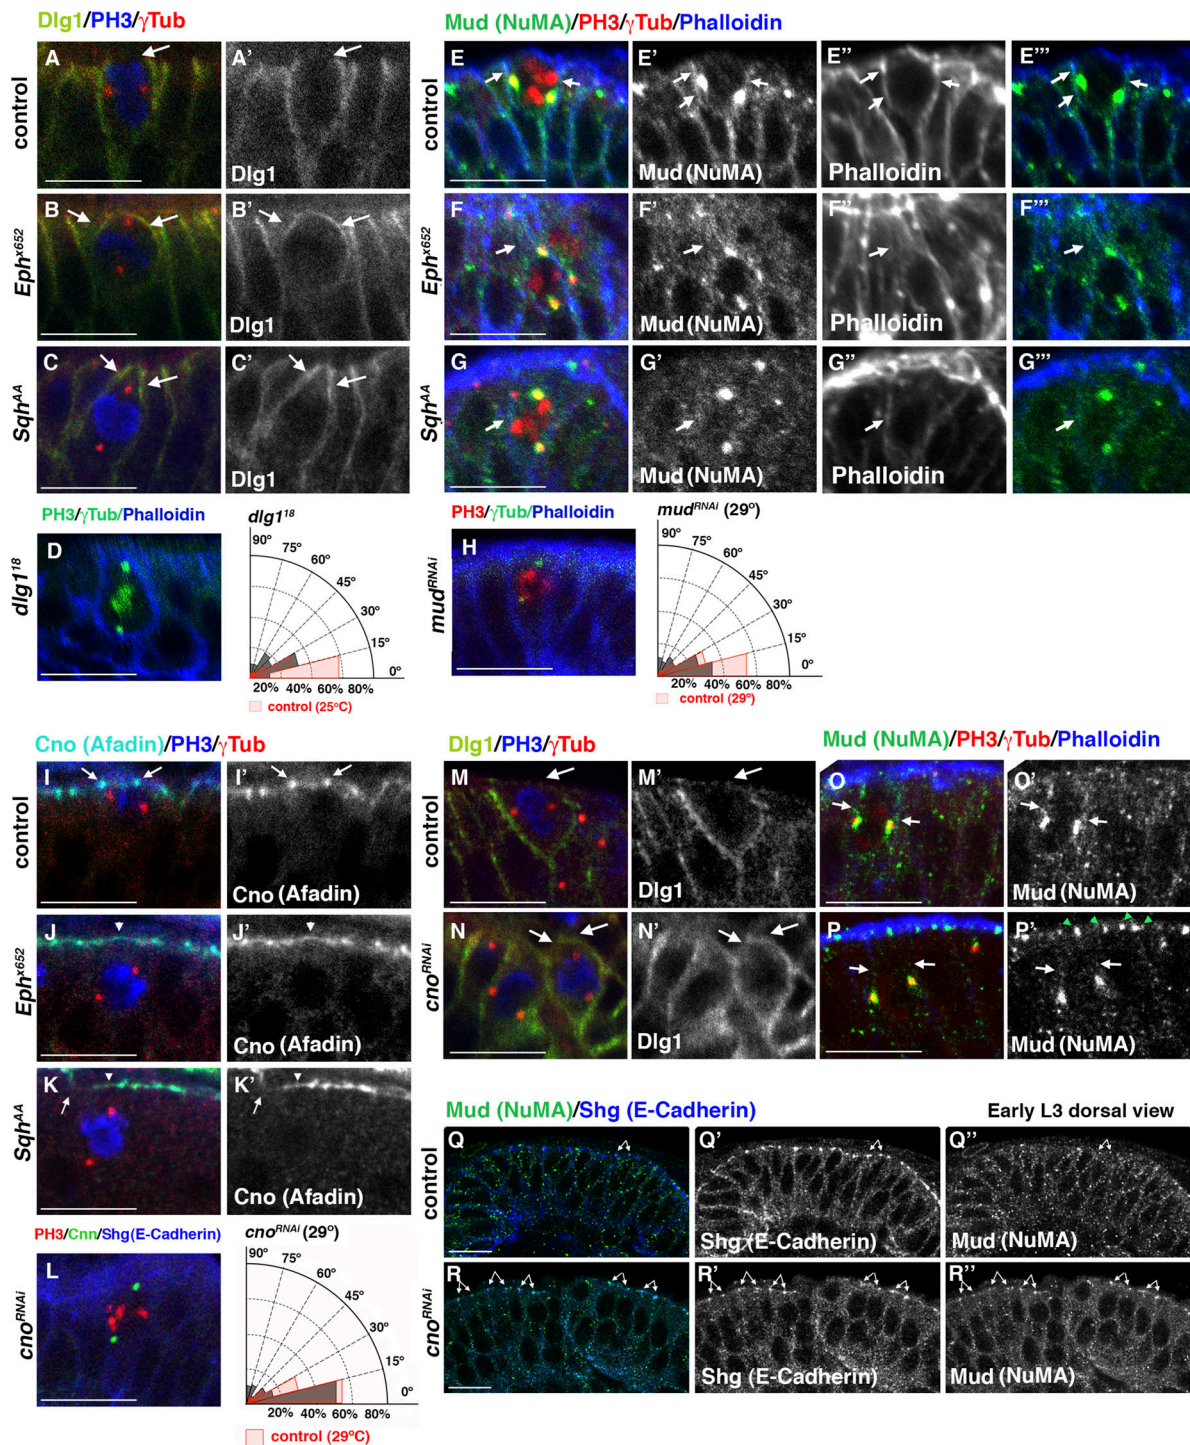 Dlg1/PH3/γTub
control
A
A'
Dlg1
Eph^x652
B
B'
Dlg1
Sqh^AA
C
C'
Dlg1
PH3/γTub/Phalloidin
dlg1^18
D
dlg1^18
90°
75°
60°
45°
30°
15°
0°
20% 40% 60% 80%
control (25°C)
Mud (NuMA)/PH3/γTub/Phalloidin
E
E'
Mud (NuMA)
E''
Phalloidin
E'''
F
F'
Mud (NuMA)
F''
Phalloidin
F'''
Eph^x652
G
G'
Mud (NuMA)
G''
Phalloidin
G'''
Sqh^AA
control
PH3/γTub/Phalloidin
mud^RNAi
H
mud^RNAi (29°)
90°
75°
60°
45°
30°
15°
0°
20% 40% 60% 80%
control (29°)
Cno (Afadin)/PH3/γTub
control
I
I'
Cno (Afadin)
Eph^x652
J
J'
Cno (Afadin)
Sqh^AA
K
K'
Cno (Afadin)
PH3/Cnn/Shg(E-Cadherin)
cno^RNAi
L
cno^RNAi (29°)
90°
75°
60°
45°
30°
15°
0°
20% 40% 60% 80%
control (29°C)
Dlg1/PH3/γTub
control
M
M'
Dlg1
cno^RNAi
N
N'
Dlg1
Mud (NuMA)/PH3/γTub/Phalloidin
O
O'
Mud (NuMA)
P
P'
Mud (NuMA)
Mud (NuMA)/Shg (E-Cadherin)
Early L3 dorsal view
control
Q
Q'
Shg (E-Cadherin)
Q''
Mud (NuMA)
cno^RNAi
R
R'
Shg (E-Cadherin)
R''
Mud (NuMA)